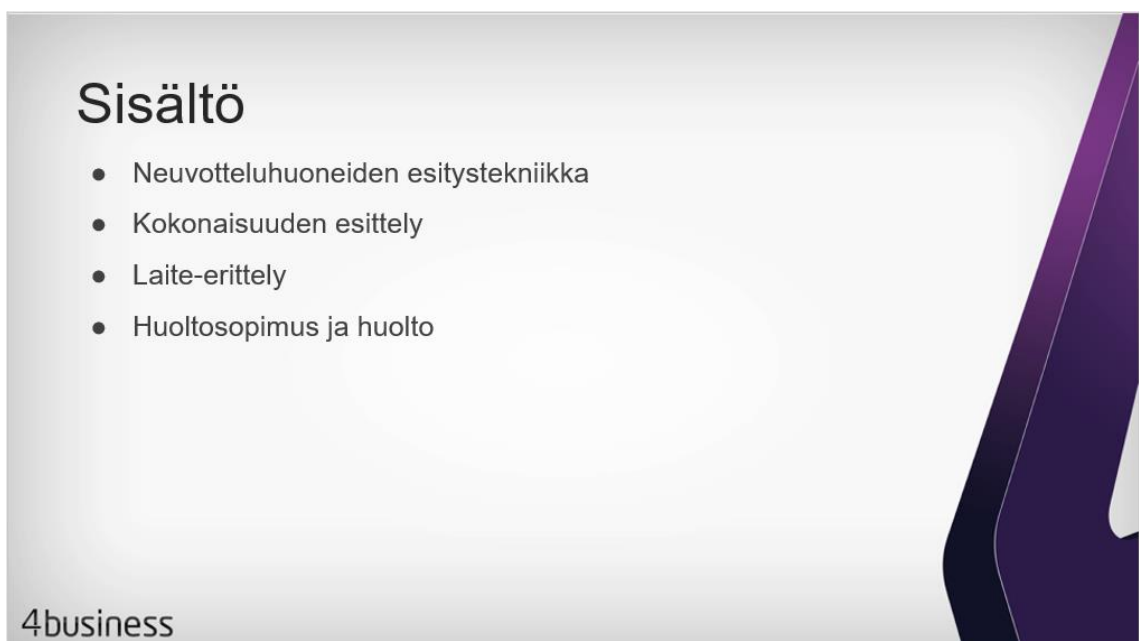 Sisältö
● Neuvotteluhuoneiden esitystekniikka
● Kokonaisuuden esittely
● Laite-erittely
● Huoltosopimus ja huolto
4business